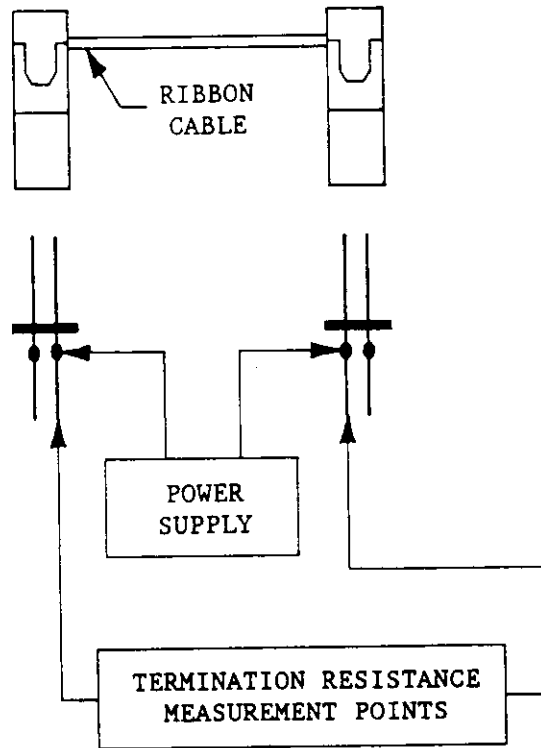 RIBBON
CABLE
POWER
SUPPLY
TERMINATION RESISTANCE
MEASUREMENT POINTS